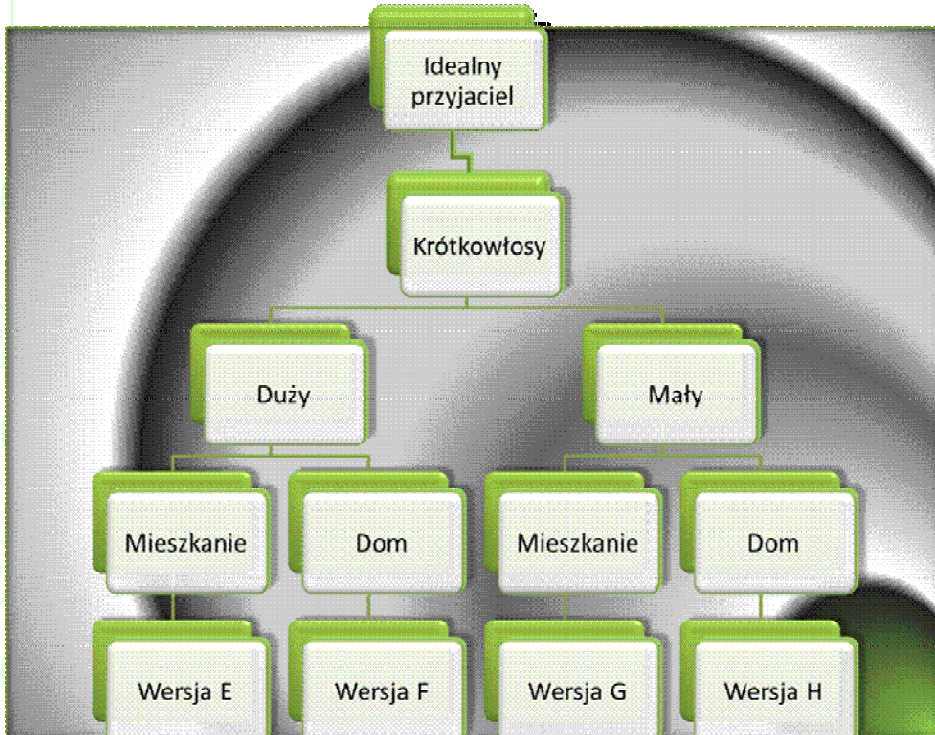 Idealny
przyjaciel
Krótkowłosy
Duży
Mały
Mieszkanie
Dom
Mieszkanie
Dom
Wersja E
Wersja F
Wersja G
Wersja H